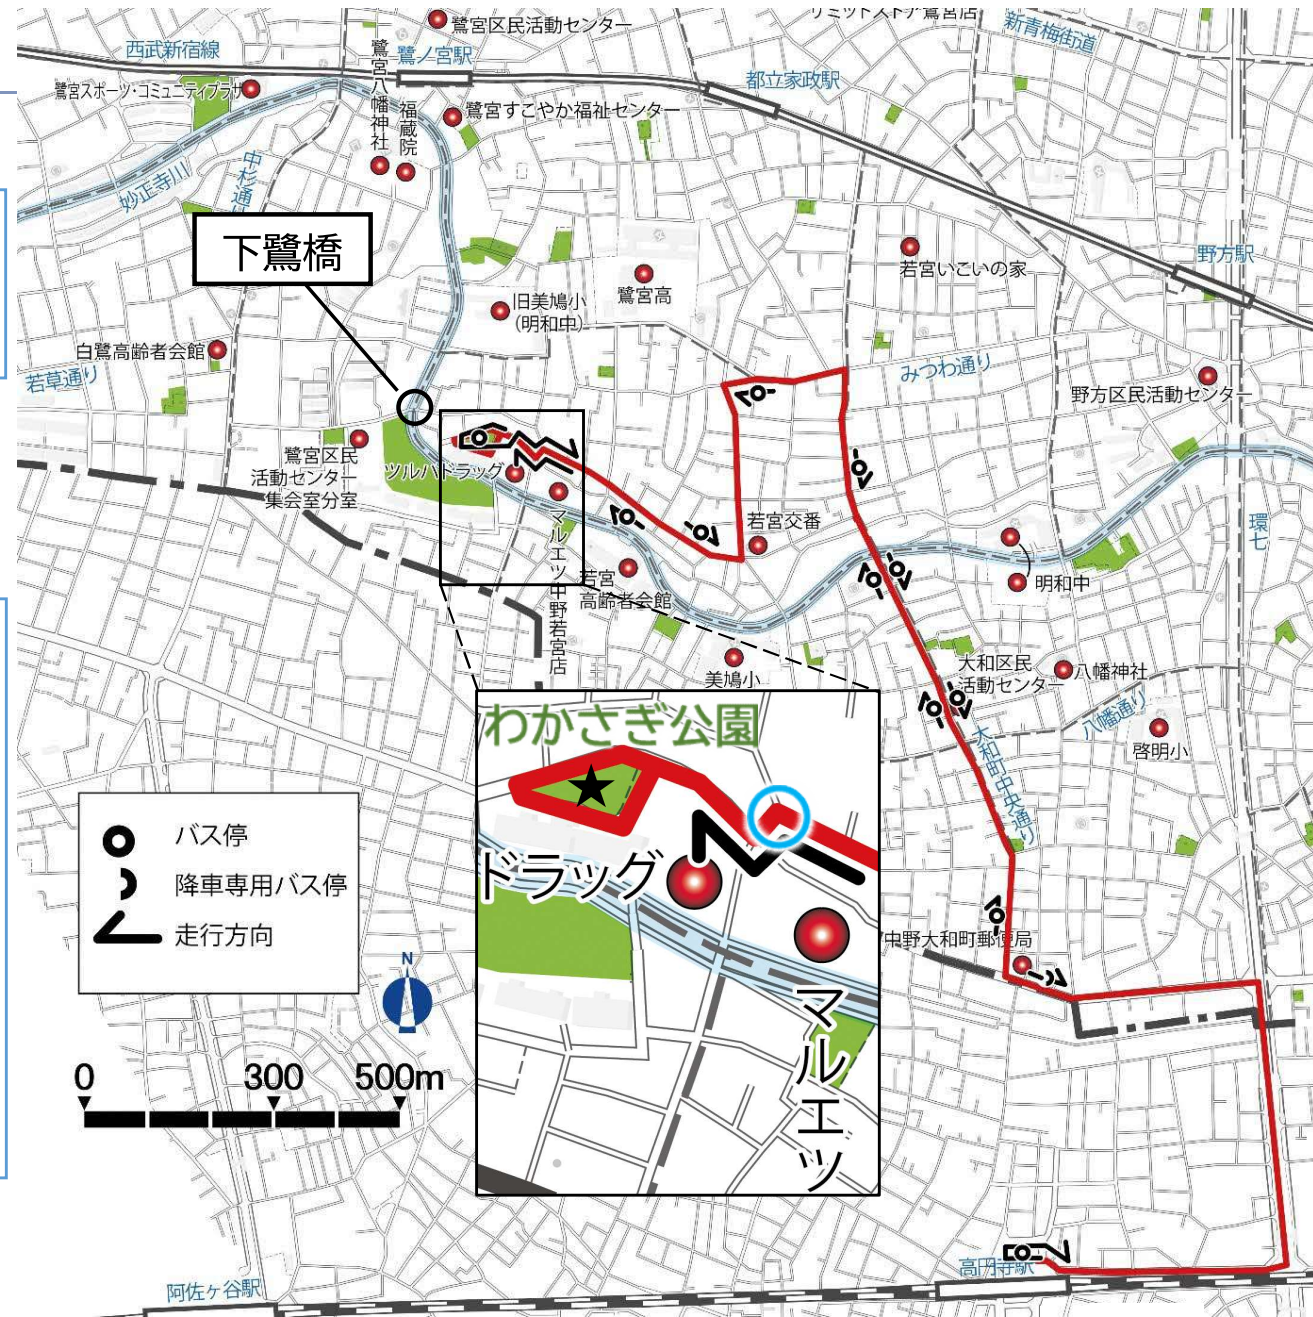 鷺宮区民活動センター
リミットストア鷺宮店
新青梅街道
西武新宿線
鷺ノ宮駅
都立家政駅
鷺宮スポーツ・コミュニティプラザ
鷺宮八幡神社
福蔵院
鷺宮すこやか福祉センター
中杉通り
妙正寺川
下鷺橋
若宮いこいの家
野方駅
鷺宮高
旧美鳩小
(明和中)
白鷺高齢者会館
若草通り
みつわ通り
野方区民活動センター
鷺宮区民
活動センター
集会室分室
ツルハドラッグ
マルエツ中野若宮店
若宮交番
環七
若宮
高齢者会館
明和中
美鳩小
大和区民
活動センター
八幡神社
八幡通り
啓明小
大和町中央通り
わかさぎ公園
ドラッグ
マルエツ
バス停
降車専用バス停
走行方向
中野大和町郵便局
N
0 300 500m
高円寺駅
阿佐ヶ谷駅